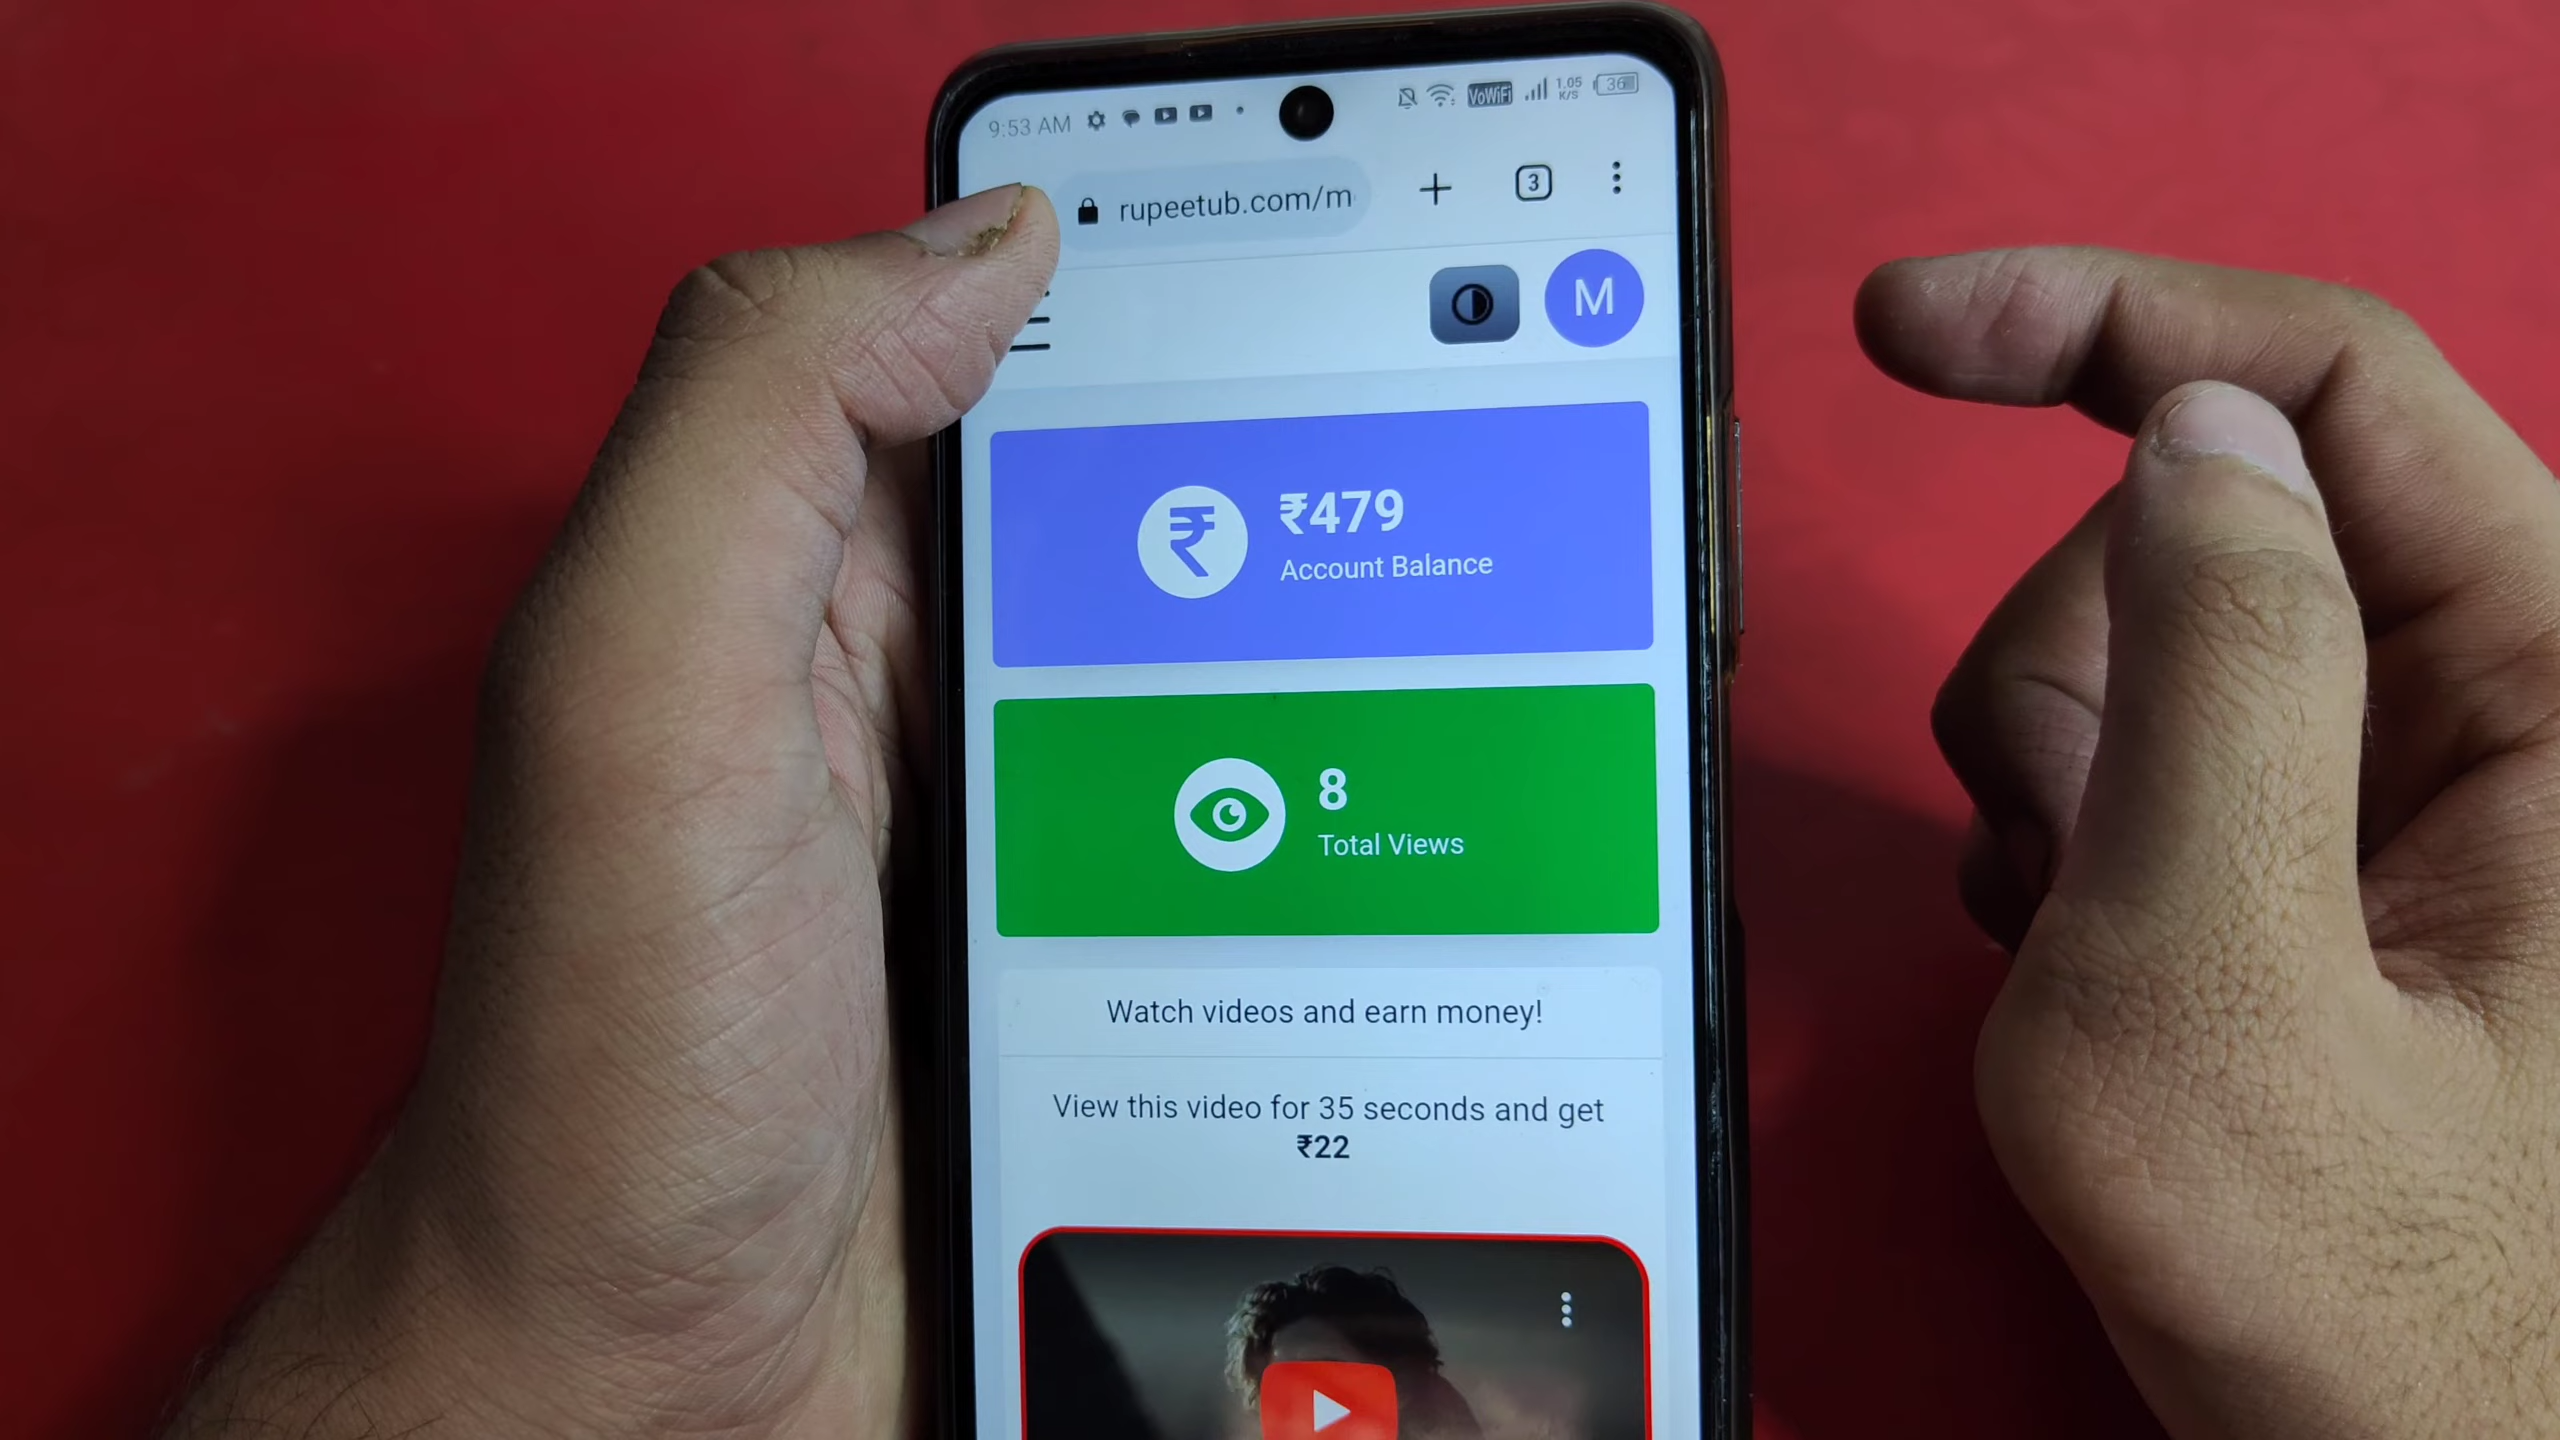 9:53 AM VoWiFi 1.05 K/S 36
rupeetub.com/m 3
M
₹479
Account Balance
8
Total Views
Watch videos and earn money!
View this video for 35 seconds and get
₹22